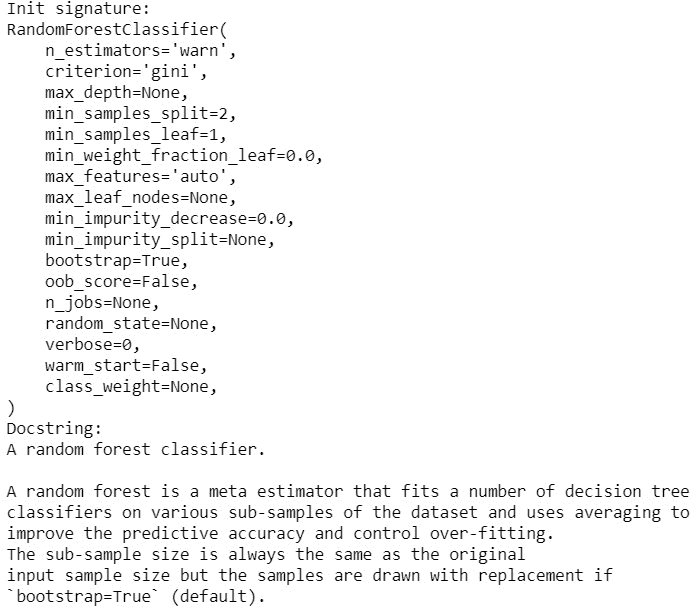 Init signature:
RandomForestClassifier(
    n_estimators='warn',
    criterion='gini',
    max_depth=None,
    min_samples_split=2,
    min_samples_leaf=1,
    min_weight_fraction_leaf=0.0,
    max_features='auto',
    max_leaf_nodes=None,
    min_impurity_decrease=0.0,
    min_impurity_split=None,
    bootstrap=True,
    oob_score=False,
    n_jobs=None,
    random_state=None,
    verbose=0,
    warm_start=False,
    class_weight=None,
)
Docstring:
A random forest classifier.

A random forest is a meta estimator that fits a number of decision tree
classifiers on various sub-samples of the dataset and uses averaging to
improve the predictive accuracy and control over-fitting.
The sub-sample size is always the same as the original
input sample size but the samples are drawn with replacement if
`bootstrap=True` (default).